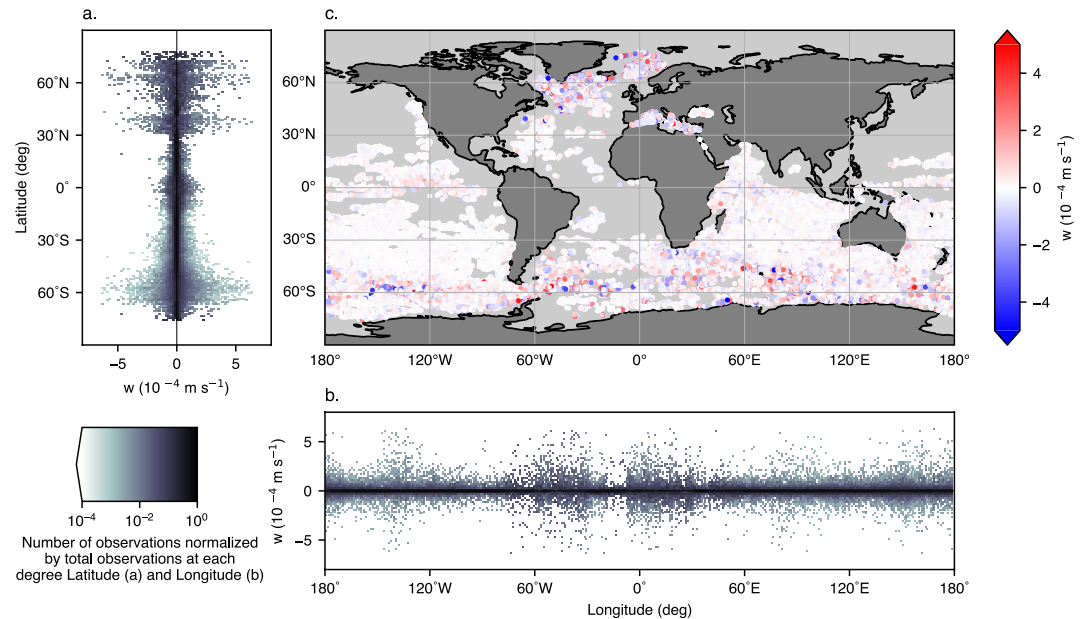 a.
c.
60°N
30°N
0°
30°S
60°S
Latitude (deg)
−5
0
5
w (10 ⁻⁴ m s⁻¹)
60°N
30°N
0°
30°S
60°S
180°
120°W
60°W
0°
60°E
120°E
180°
4
2
0
−2
−4
w (10 ⁻⁴ m s⁻¹)
b.
5
0
−5
w (10 ⁻⁴ m s⁻¹)
180°
120°W
60°W
0°
60°E
120°E
180°
Longitude (deg)
10⁻⁴
10⁻²
10⁰
Number of observations normalized
by total observations at each
degree Latitude (a) and Longitude (b)